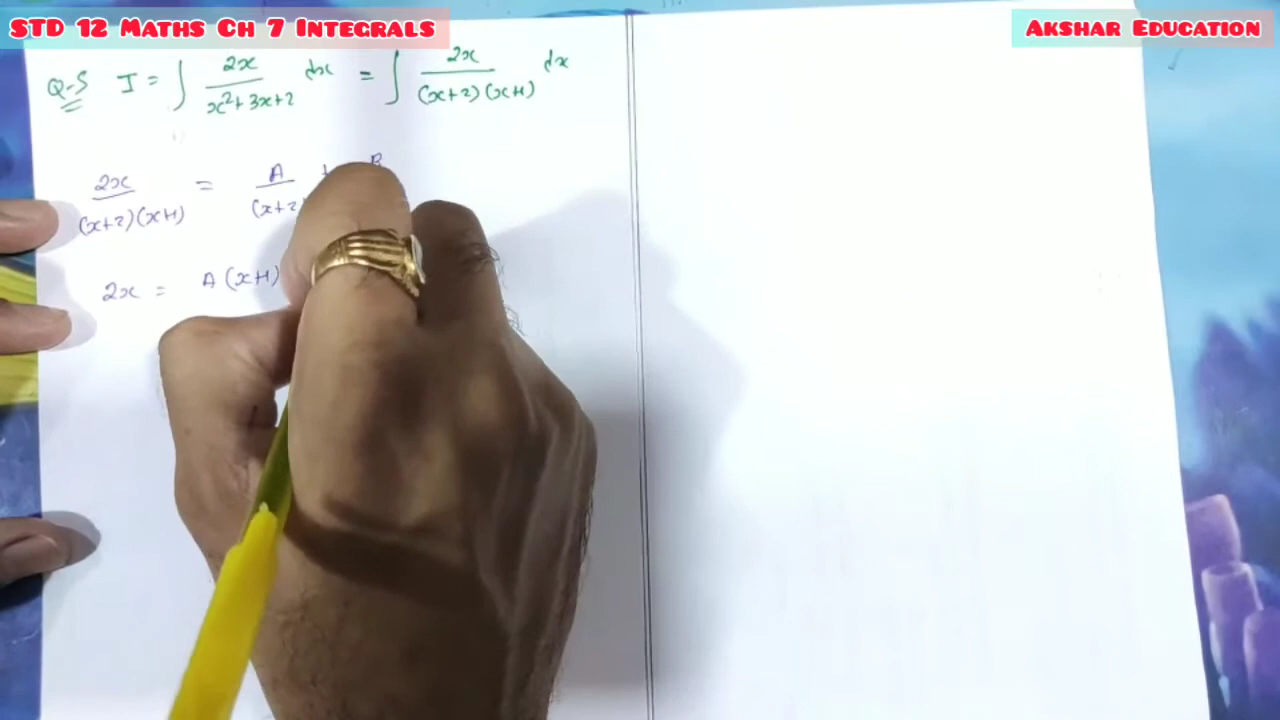 STD 12 Maths Ch 7 Integrals
Akshar Education
Q-5 I = ∫ 2x / (x²+3x+2) dx = ∫ 2x / (x+2)(x+1) dx
2x / (x+2)(x+1) = A / (x+2) + B
2x = A(x+1)